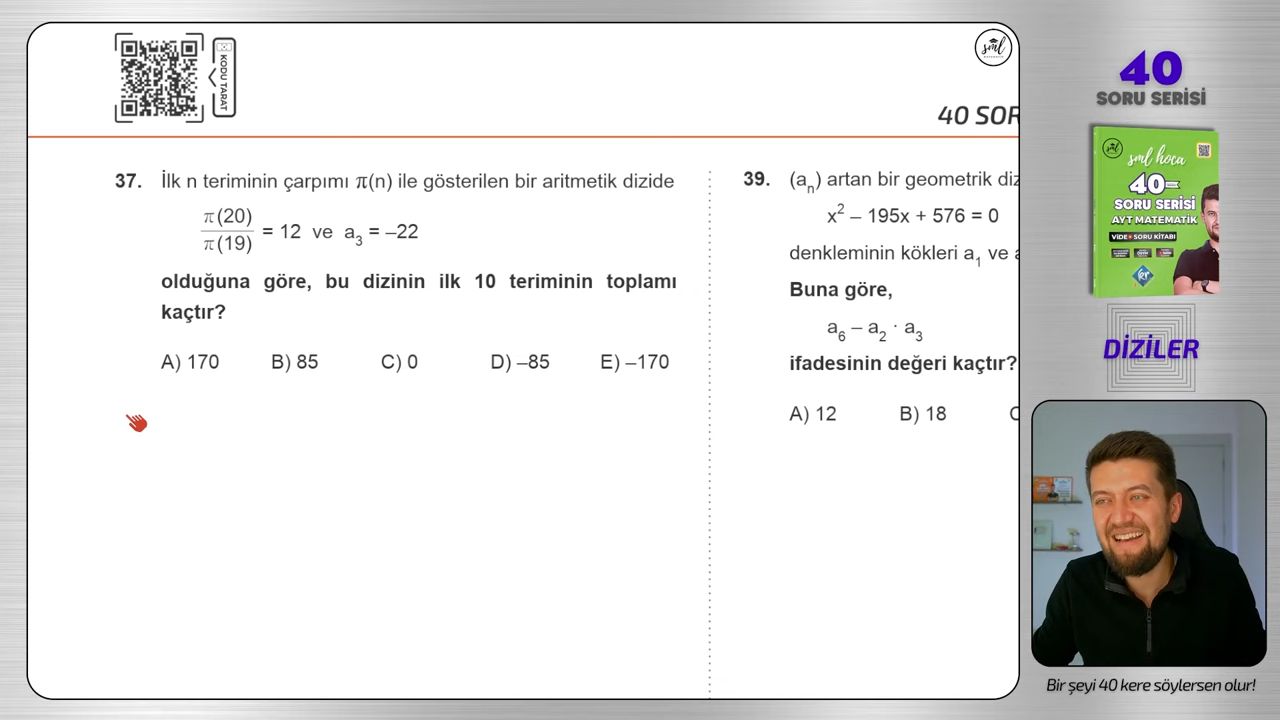 KODU TARAT
sml
40 SOR
37. İlk n teriminin çarpımı π(n) ile gösterilen bir aritmetik dizide
π(20)/π(19) = 12 ve a₃ = –22
olduğuna göre, bu dizinin ilk 10 teriminin toplamı
kaçtır?
A) 170 B) 85 C) 0 D) –85 E) –170
39. (aₙ) artan bir geometrik diz
x² – 195x + 576 = 0
denkleminin kökleri a₁ ve a
Buna göre,
a₆ – a₂ · a₃
ifadesinin değeri kaçtır?
A) 12 B) 18 C
40
SORU SERİSİ
sml hoca
40
SORU SERİSİ
AYT MATEMATİK
VİDEO SORU KİTABI
DİZİLER
Bir şeyi 40 kere söylersen olur!